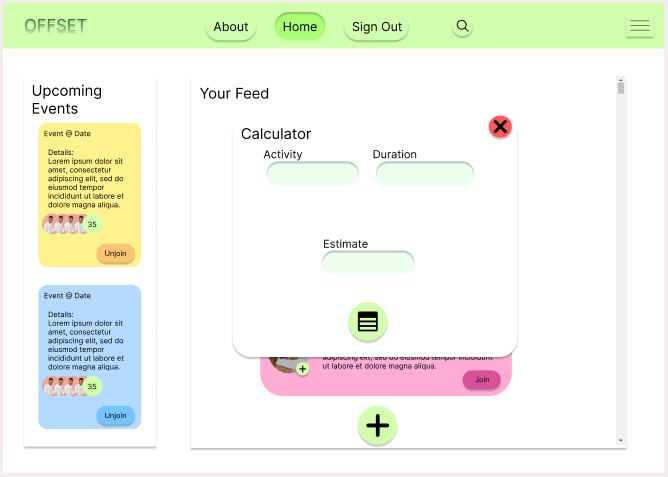 OFFSET
About
Home
Sign Out
Upcoming
Events
Event @ Date
Details:
Lorem ipsum dolor sit
amet, consectetur
adipiscing elit, sed do
eiusmod tempor
incididunt ut labore et
dolore magna aliqua.
35
Unjoin
Event @ Date
Details:
Lorem ipsum dolor sit
amet, consectetur
adipiscing elit, sed do
eiusmod tempor
incididunt ut labore et
dolore magna aliqua.
35
Unjoin
Your Feed
Calculator
Activity
Duration
Estimate
adipiscing elit, sed do eiusmod tempor incididunt
ut labore et dolore magna aliqua.
Join